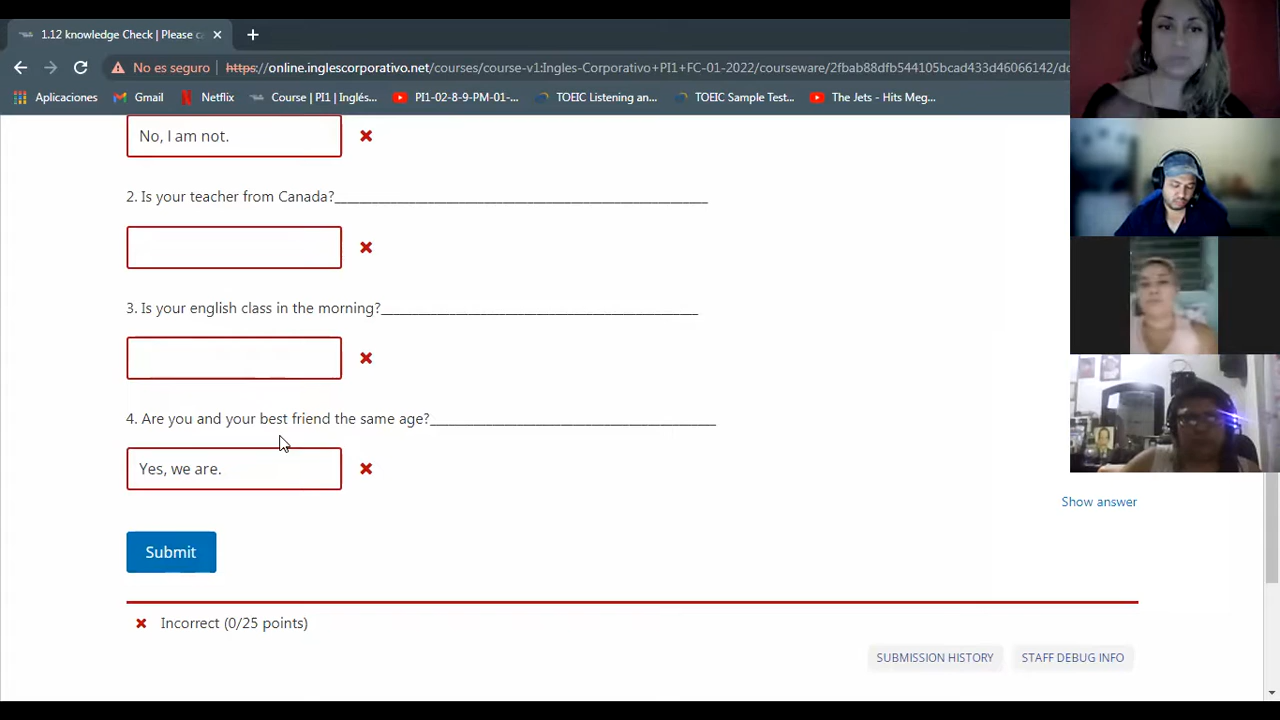 1.12 knowledge Check | Please c
No es seguro | https://online.inglescorporativo.net/courses/course-v1:Ingles-Corporativo+PI1+FC-01-2022/courseware/2fbab88dfb544105bcad433d46066142/dc
Aplicaciones Gmail Netflix Course | PI1 | Inglés... PI1-02-8-9-PM-01-... TOEIC Listening an... TOEIC Sample Test... The Jets - Hits Meg...
No, I am not.
2. Is your teacher from Canada?
3. Is your english class in the morning?
4. Are you and your best friend the same age?
Yes, we are.
Show answer
Submit
Incorrect (0/25 points)
SUBMISSION HISTORY STAFF DEBUG INFO